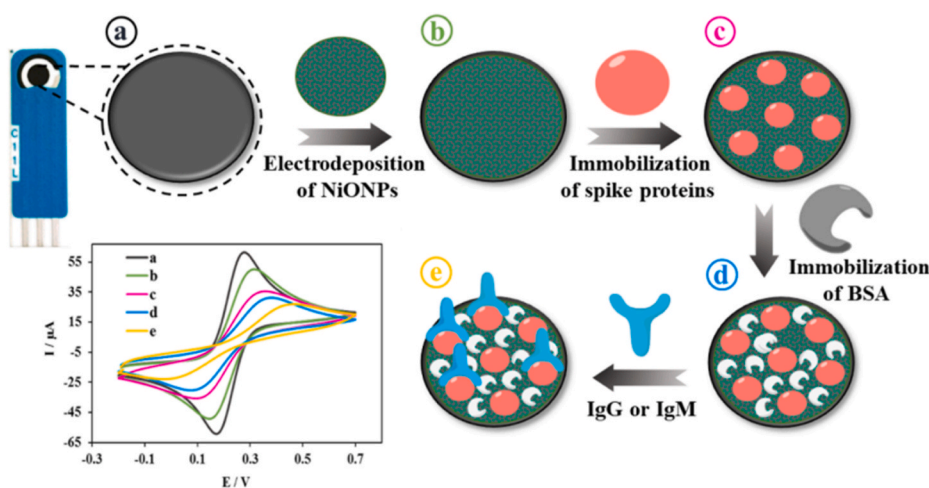 a
b
c
Electrodeposition
of NiONPs
Immobilization
of spike proteins
C11L
Immobilization
of BSA
d
e
IgG or IgM
I / µA
55
35
15
-5
-25
-45
-65
a
b
c
d
e
-0.3
-0.1
0.1
0.3
0.5
0.7
E / V